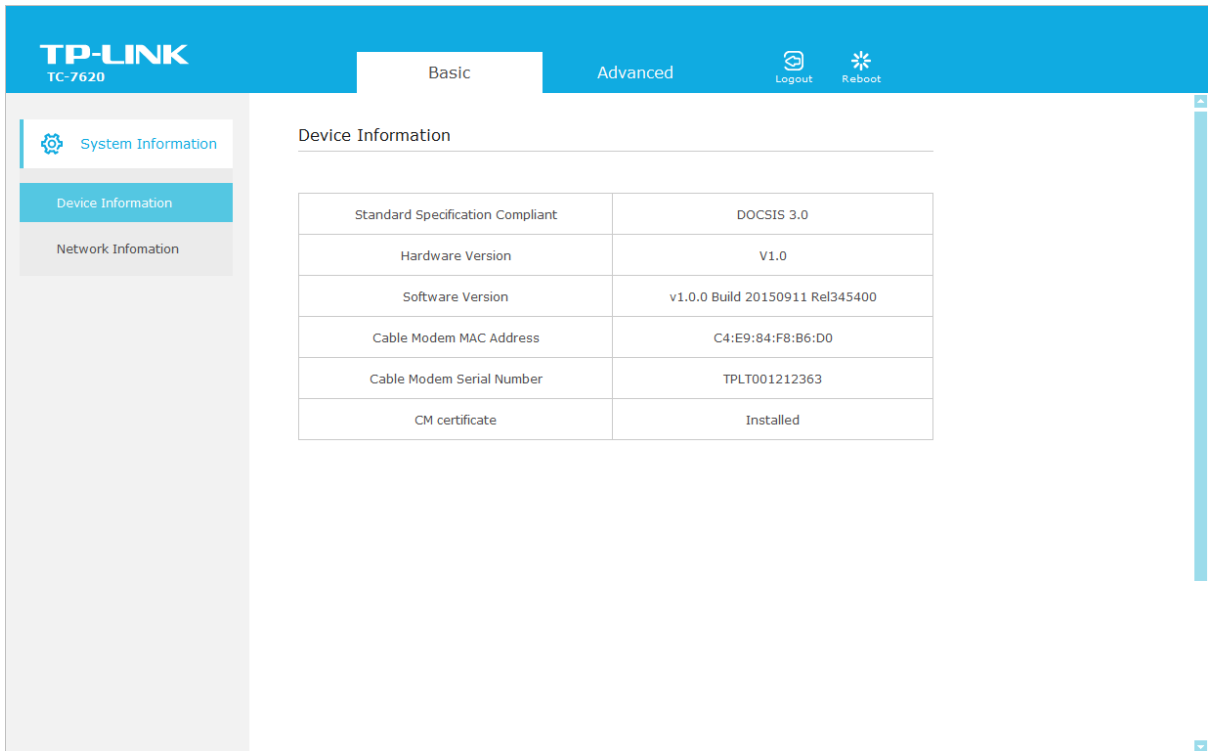 TP-LINK
TC-7620
Basic
Advanced
Logout
Reboot
System Information
Device Information
Network Infomation
Device Information
Standard Specification Compliant DOCSIS 3.0
Hardware Version V1.0
Software Version v1.0.0 Build 20150911 Rel345400
Cable Modem MAC Address C4:E9:84:F8:B6:D0
Cable Modem Serial Number TPLT001212363
CM certificate Installed